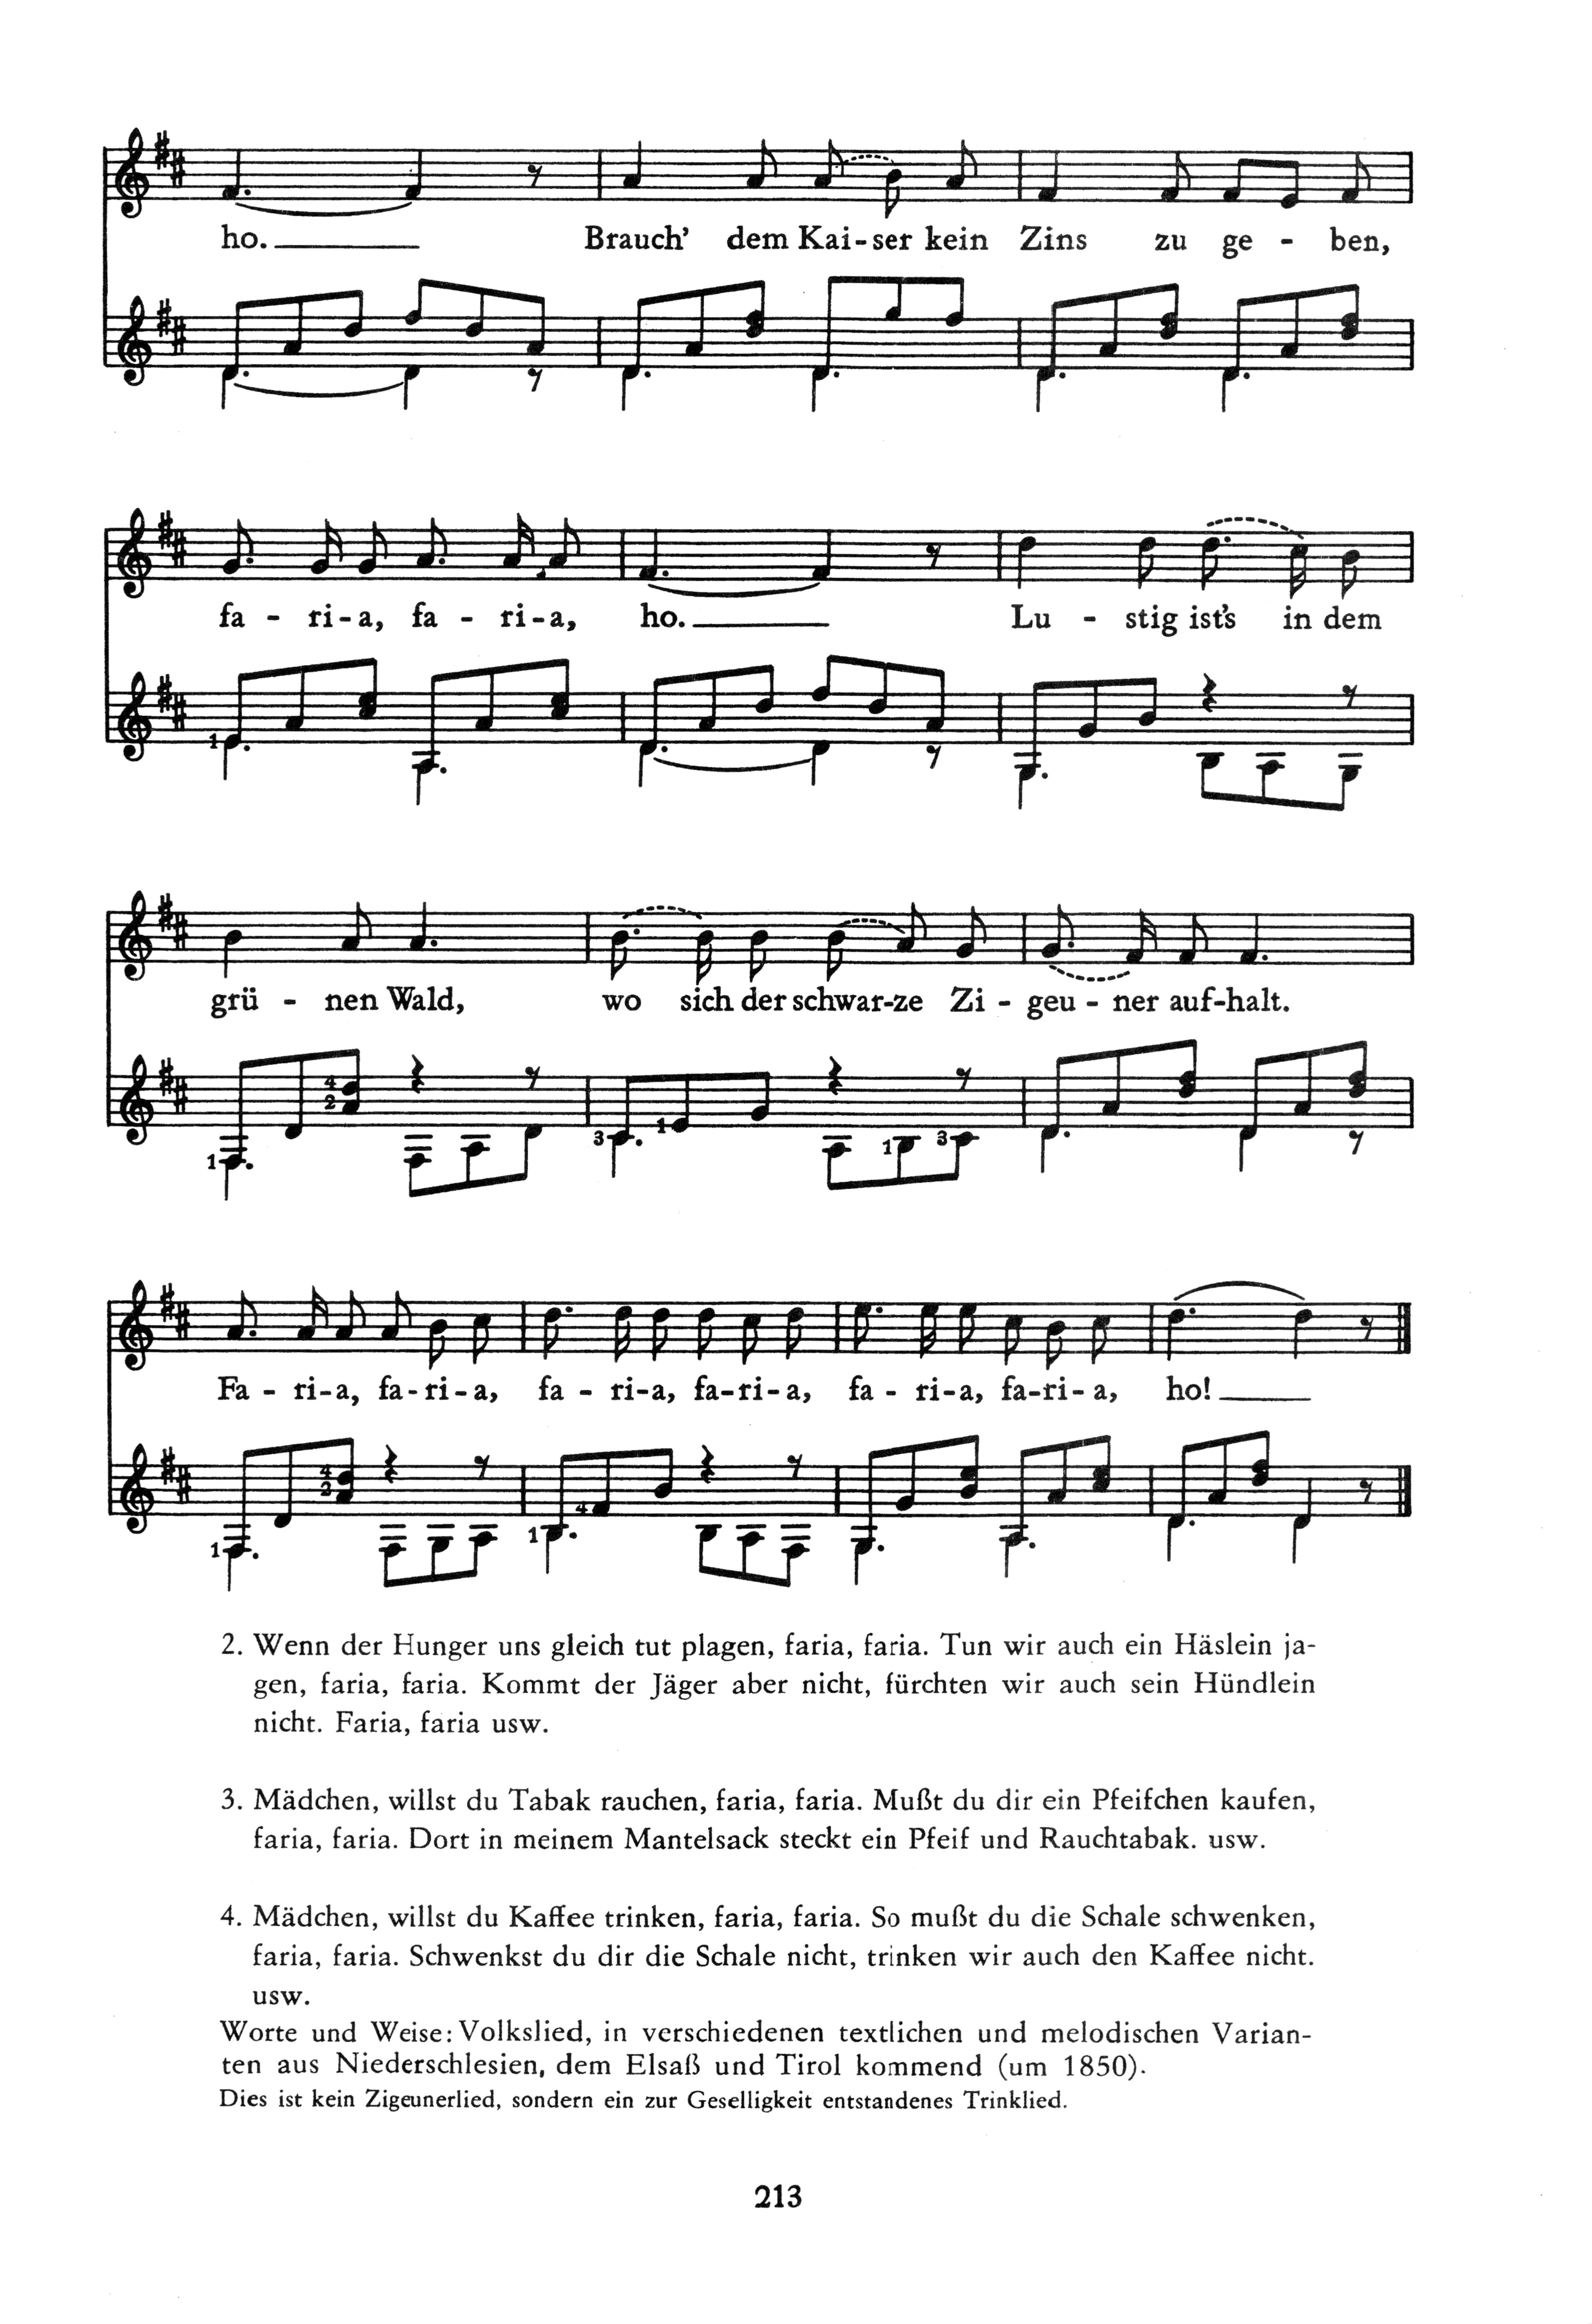 ho. Brauch' dem Kai-ser kein Zins zu ge - ben,
fa - ri-a, fa - ri-a, ho. Lu - stig ist's in dem
grü - nen Wald, wo sich der schwar-ze Zi - geu - ner auf-halt.
Fa - ri-a, fa-ri-a, fa - ri-a, fa-ri-a, fa - ri-a, fa-ri-a, ho!
2. Wenn der Hunger uns gleich tut plagen, faria, faria. Tun wir auch ein Häslein ja-
gen, faria, faria. Kommt der Jäger aber nicht, fürchten wir auch sein Hündlein
nicht. Faria, faria usw.
3. Mädchen, willst du Tabak rauchen, faria, faria. Mußt du dir ein Pfeifchen kaufen,
faria, faria. Dort in meinem Mantelsack steckt ein Pfeif und Rauchtabak. usw.
4. Mädchen, willst du Kaffee trinken, faria, faria. So mußt du die Schale schwenken,
faria, faria. Schwenkst du dir die Schale nicht, trinken wir auch den Kaffee nicht.
usw.
Worte und Weise: Volkslied, in verschiedenen textlichen und melodischen Varian-
ten aus Niederschlesien, dem Elsaß und Tirol kommend (um 1850).
Dies ist kein Zigeunerlied, sondern ein zur Geselligkeit entstandenes Trinklied.
213